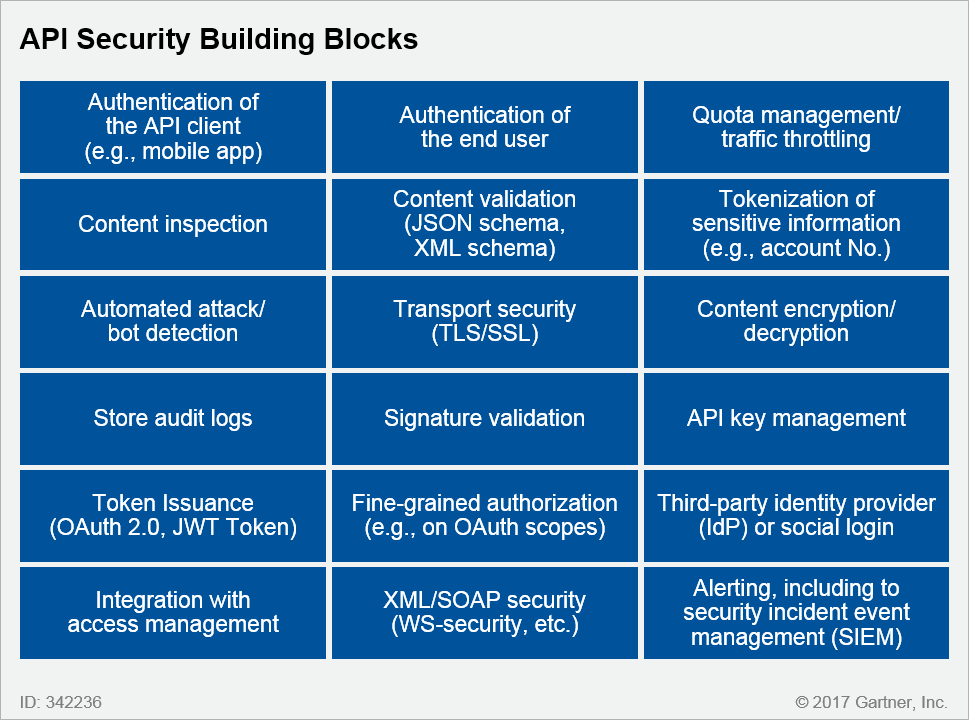 API Security Building Blocks
Authentication of
the API client
(e.g., mobile app)
Authentication of
the end user
Quota management/
traffic throttling
Content inspection
Content validation
(JSON schema,
XML schema)
Tokenization of
sensitive information
(e.g., account No.)
Automated attack/
bot detection
Transport security
(TLS/SSL)
Content encryption/
decryption
Store audit logs
Signature validation
API key management
Token Issuance
(OAuth 2.0, JWT Token)
Fine-grained authorization
(e.g., on OAuth scopes)
Third-party identity provider
(IdP) or social login
Integration with
access management
XML/SOAP security
(WS-security, etc.)
Alerting, including to
security incident event
management (SIEM)
ID: 342236
© 2017 Gartner, Inc.